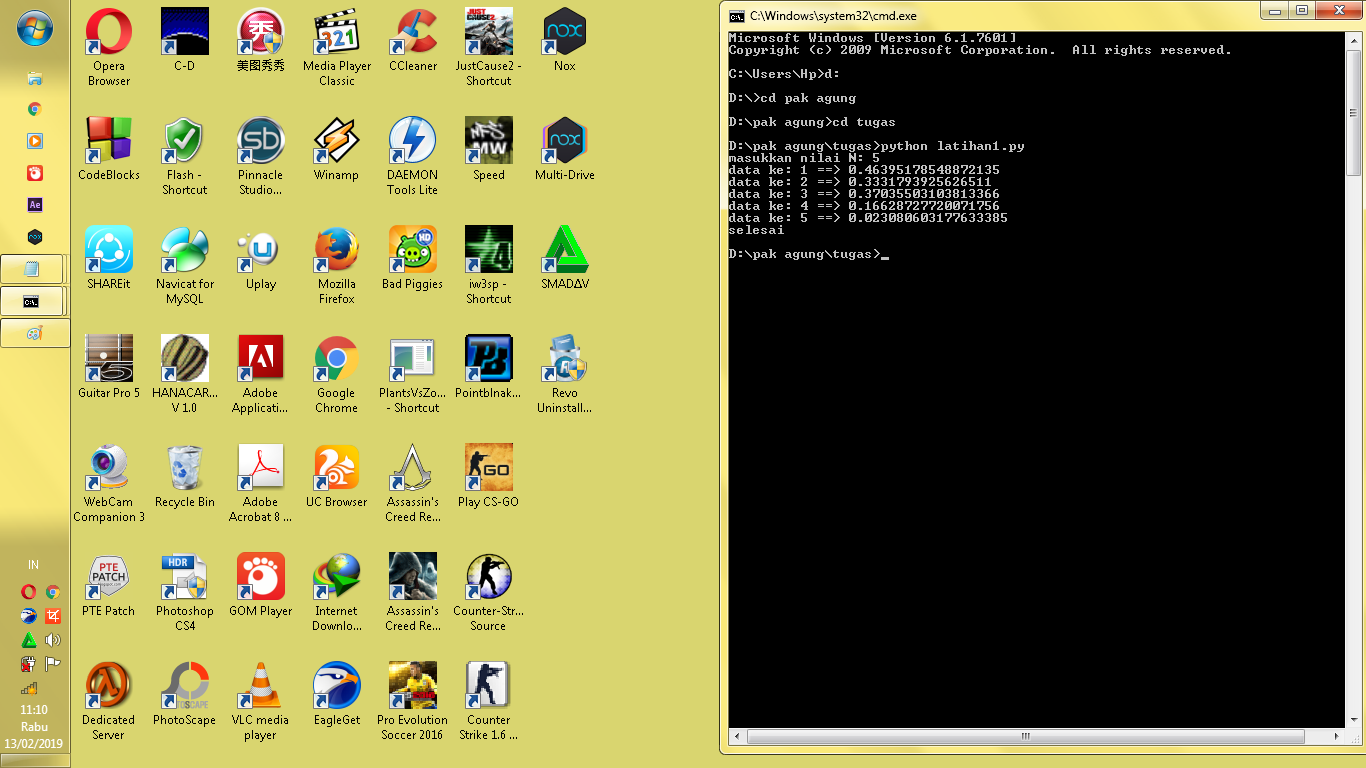 Opera
Browser
C-D
美图秀秀
Media Player
Classic
CCleaner
JustCause2 -
Shortcut
Nox
CodeBlocks
Flash -
Shortcut
Pinnacle
Studio...
Winamp
DAEMON
Tools Lite
Speed
Multi-Drive
SHAREit
Navicat for
MySQL
Uplay
Mozilla
Firefox
Bad Piggies
iw3sp -
Shortcut
SMADΔV
Guitar Pro 5
HANACAR...
V 1.0
Adobe
Applicati...
Google
Chrome
PlantsVsZo...
- Shortcut
Pointblnak...
Revo
Uninstall...
WebCam
Companion 3
Recycle Bin
Adobe
Acrobat 8 ...
UC Browser
Assassin's
Creed Re...
Play CS-GO
PTE Patch
Photoshop
CS4
GOM Player
Internet
Downlo...
Assassin's
Creed Re...
Counter-Str...
Source
Dedicated
Server
PhotoScape
VLC media
player
EagleGet
Pro Evolution
Soccer 2016
Counter
Strike 1.6 ...
IN
11:10
Rabu
13/02/2019
C:\Windows\system32\cmd.exe
Microsoft Windows [Version 6.1.7601]
Copyright (c) 2009 Microsoft Corporation.  All rights reserved.
C:\Users\Hp>d:
D:\>cd pak agung
D:\pak agung>cd tugas
D:\pak agung\tugas>python latihan1.py
masukkan nilai N: 5
data ke: 1 ==> 0.46395178548872135
data ke: 2 ==> 0.3331793925626511
data ke: 3 ==> 0.37035503103813366
data ke: 4 ==> 0.16628727720071756
data ke: 5 ==> 0.023080603177633385
selesai
D:\pak agung\tugas>_